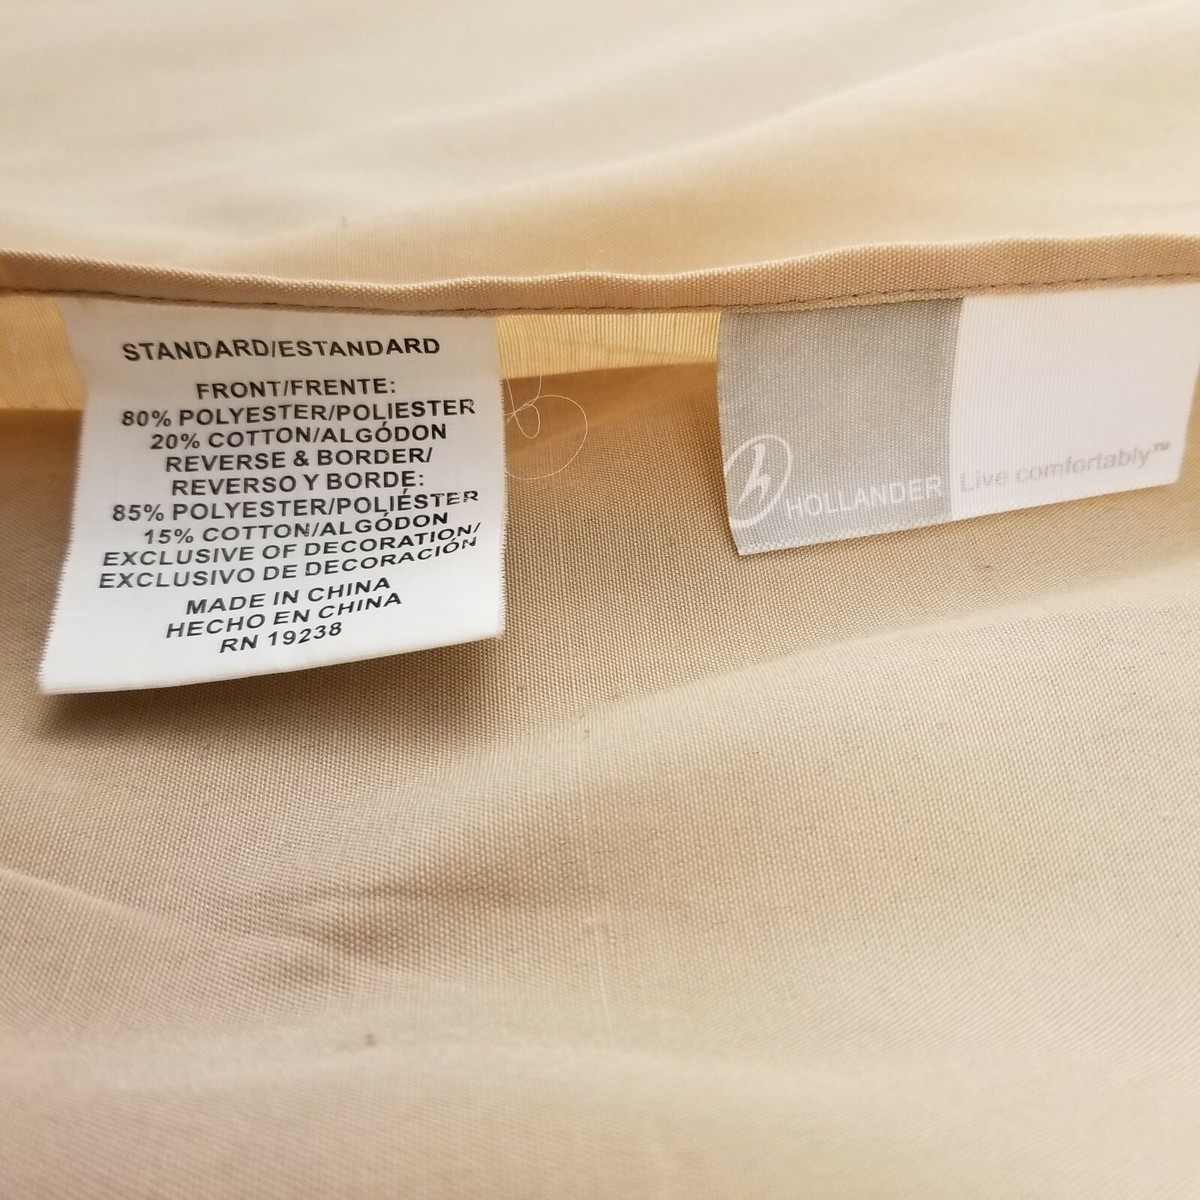 STANDARD/ESTANDARD
FRONT/FRENTE:
80% POLYESTER/POLIESTER
20% COTTON/ALGÓDON
REVERSE & BORDER/
REVERSO Y BORDE:
85% POLYESTER/POLIÉSTER
15% COTTON/ALGÓDON
EXCLUSIVE OF DECORATION/
EXCLUSIVO DE DECORACIÓN
MADE IN CHINA
HECHO EN CHINA
RN 19238
h HOLLANDER Live comfortably™